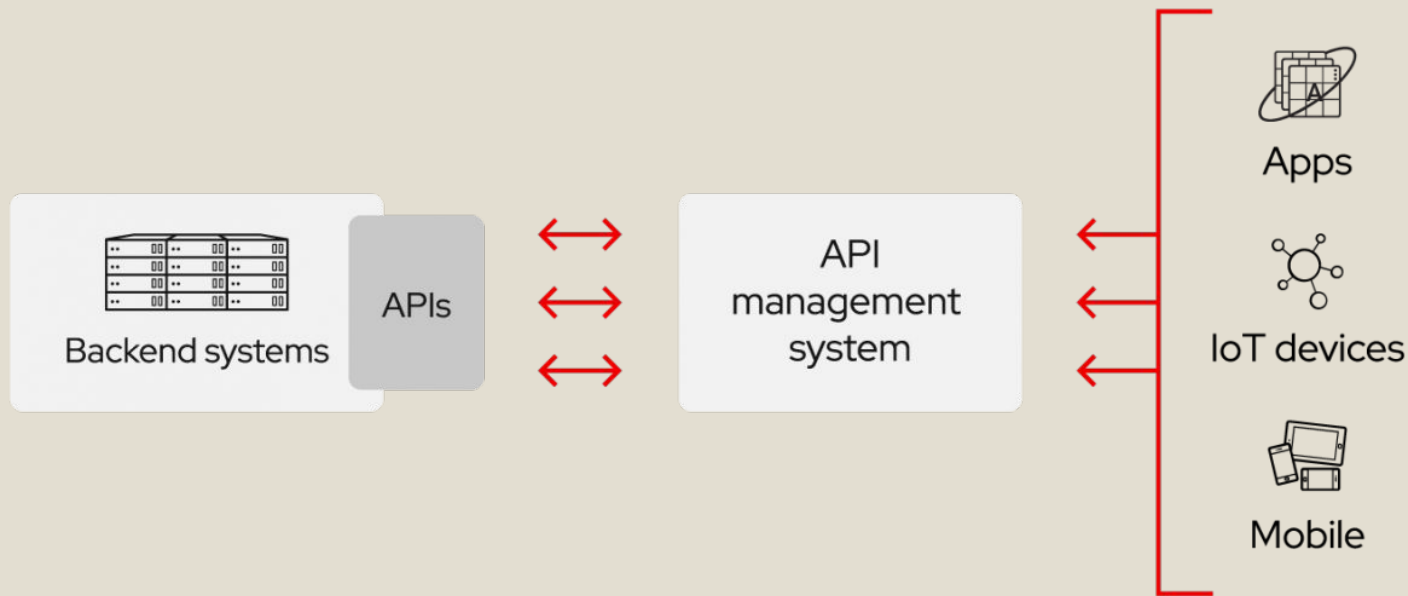 Backend systems
APIs
API
management
system
A
Apps
IoT devices
Mobile